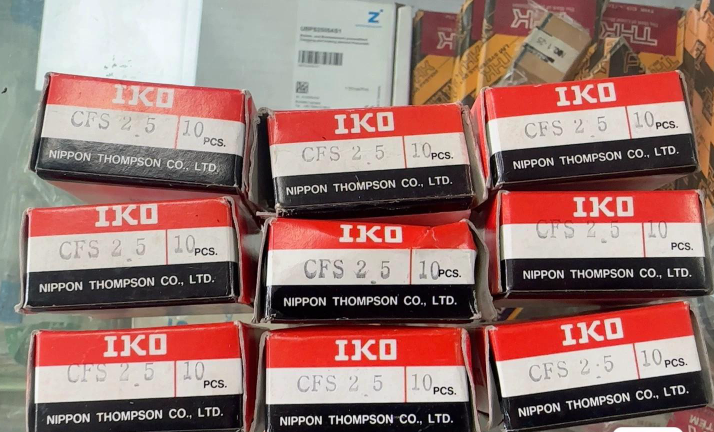 UBPS20S6AS1
THK
THK
IKO
CFS 2.5
10 PCS.
NIPPON THOMPSON CO., LTD.
IKO
CFS 2.5
10 PCS.
NIPPON THOMPSON CO., LTD.
IKO
CFS 2.5
10 PCS.
NIPPON THOMPSON CO., LTD.
IKO
CFS 2.5
10 PCS.
NIPPON THOMPSON CO., LTD.
IKO
CFS 2.5
10 PCS.
NIPPON THOMPSON CO., LTD.
IKO
CFS 2.5
10 PCS.
NIPPON THOMPSON CO., LTD.
IKO
CFS 2.5
10 PCS.
NIPPON THOMPSON CO., LTD.
IKO
CFS 2.5
10 PCS.
NIPPON THOMPSON CO., LTD.
IKO
CFS 2.5
10 PCS.
NIPPON THOMPSON CO., LTD.